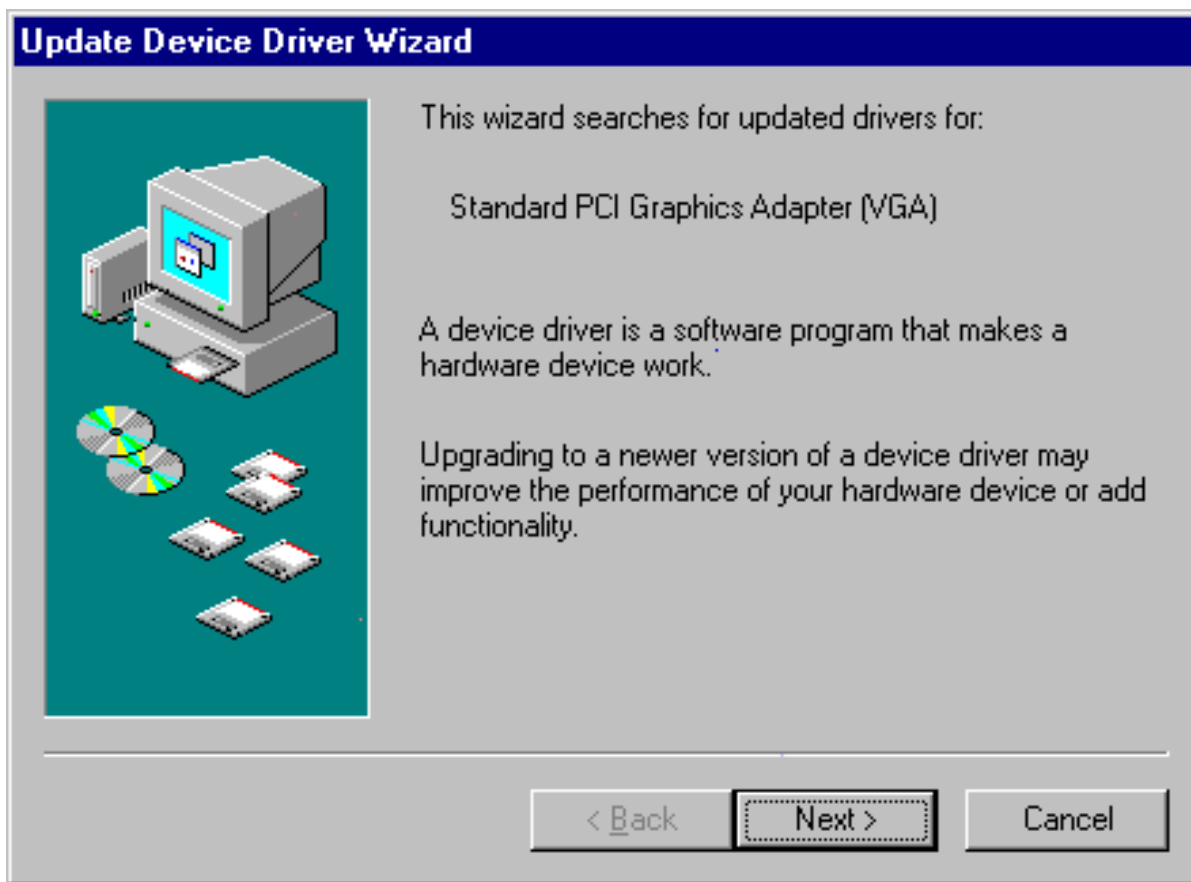 Update Device Driver Wizard
This wizard searches for updated drivers for:
Standard PCI Graphics Adapter (VGA)
A device driver is a software program that makes a
hardware device work.
Upgrading to a newer version of a device driver may
improve the performance of your hardware device or add
functionality.
< Back
Next >
Cancel